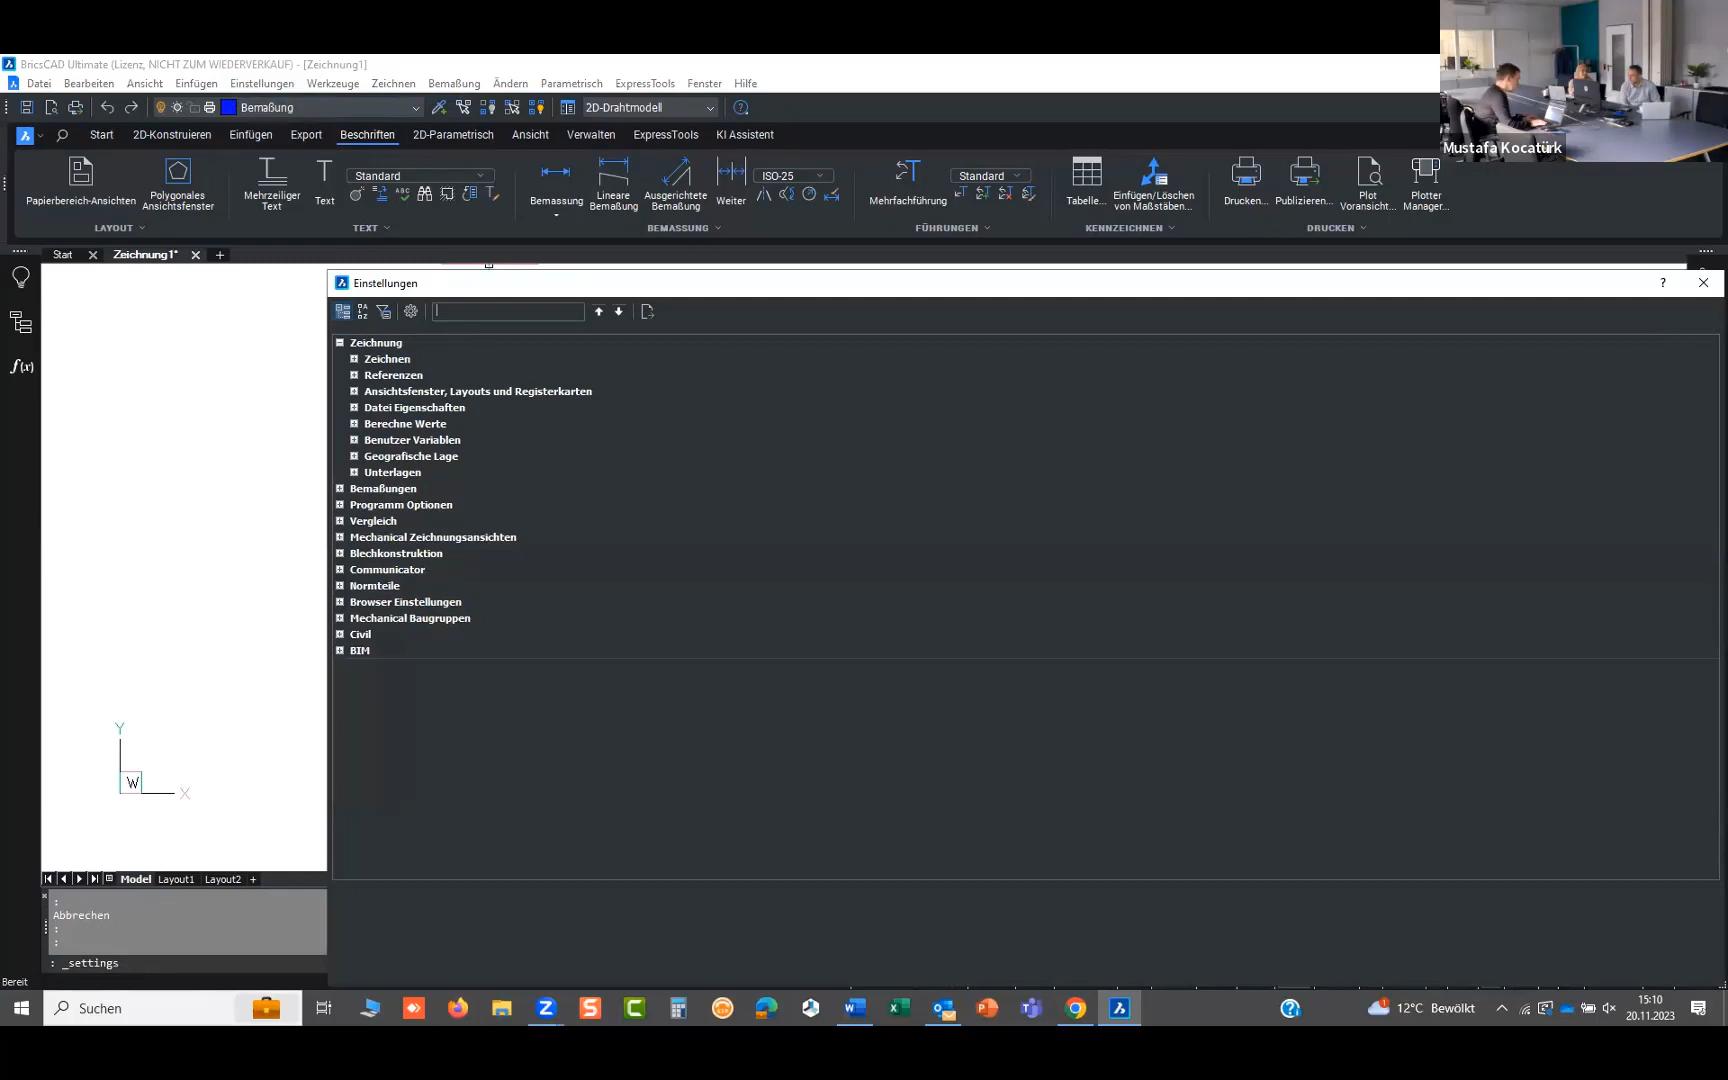 BricsCAD Ultimate (Lizenz, NICHT ZUM WIEDERVERKAUF) - [Zeichnung1]
Datei Bearbeiten Ansicht Einfügen Einstellungen Werkzeuge Zeichnen Bemaßung Ändern Parametrisch ExpressTools Fenster Hilfe
Bemaßung 2D-Drahtmodell
Start 2D-Konstruieren Einfügen Export Beschriften 2D-Parametrisch Ansicht Verwalten ExpressTools KI Assistent
Mustafa Kocatürk
Standard ISO-25 Standard
Papierbereich-Ansichten Polygonales Ansichtsfenster Mehrzeiliger Text Text Bemassung Lineare Bemaßung Ausgerichtete Bemaßung Weiter Mehrfachführung Tabelle... Einfügen/Löschen von Maßstäben... Drucken... Publizieren... Plot Voransicht... Plotter Manager...
LAYOUT TEXT BEMASSUNG FÜHRUNGEN KENNZEICHNEN DRUCKEN
Start Zeichnung1*
Einstellungen
f(x)
Zeichnung
Zeichnen
Referenzen
Ansichtsfenster, Layouts und Registerkarten
Datei Eigenschaften
Berechne Werte
Benutzer Variablen
Geografische Lage
Unterlagen
Bemaßungen
Programm Optionen
Vergleich
Mechanical Zeichnungsansichten
Blechkonstruktion
Communicator
Normteile
Browser Einstellungen
Mechanical Baugruppen
Civil
BIM
Y
W
X
Model Layout1 Layout2
:
Abbrechen
:
:
: _settings
Bereit
Suchen
12°C Bewölkt
15:10
20.11.2023